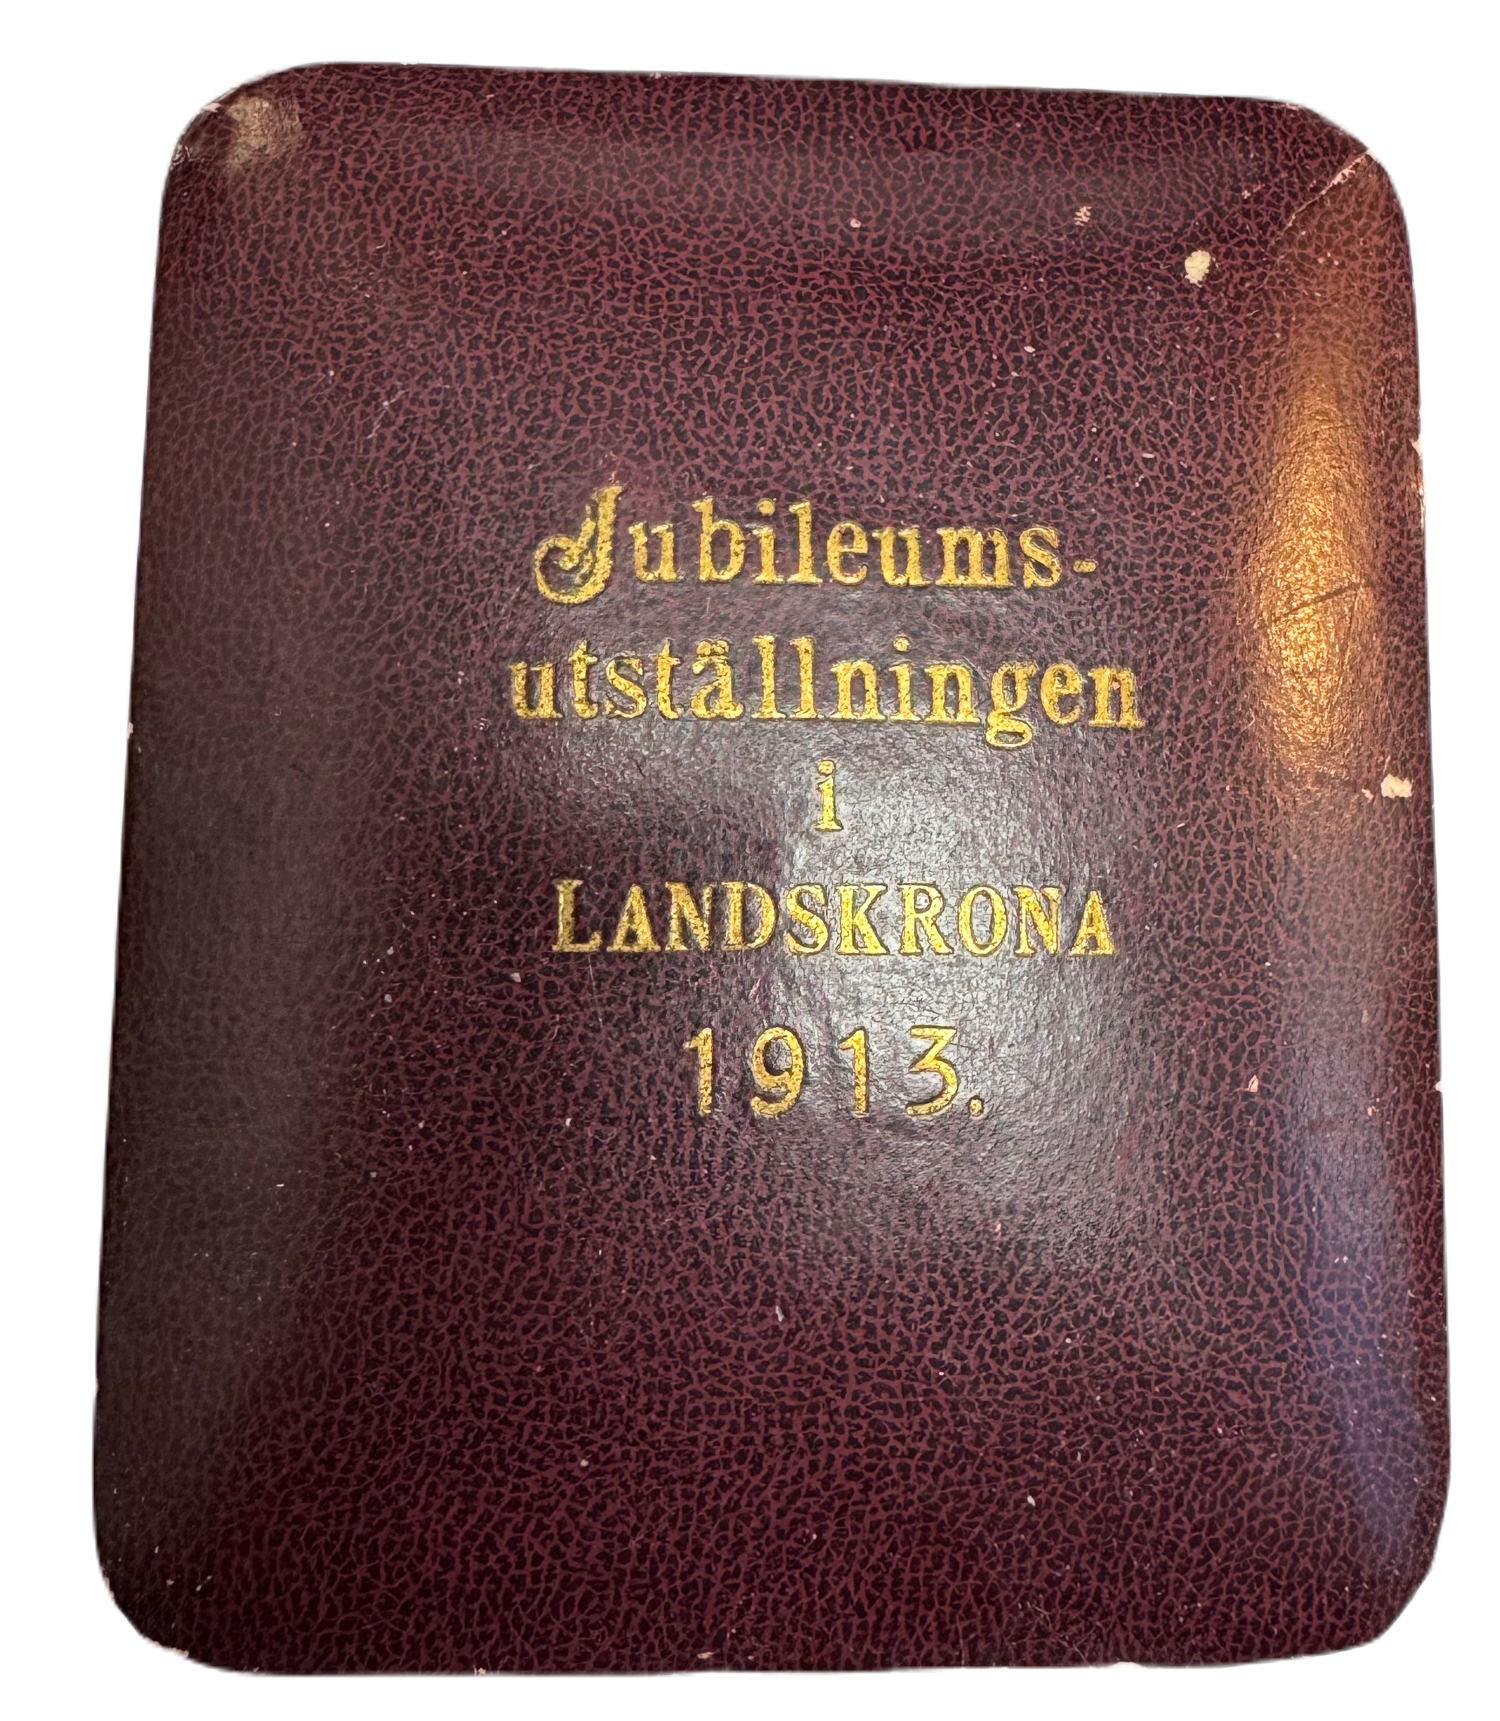 Jubileums-
utställningen
i
LANDSKRONA
1913.